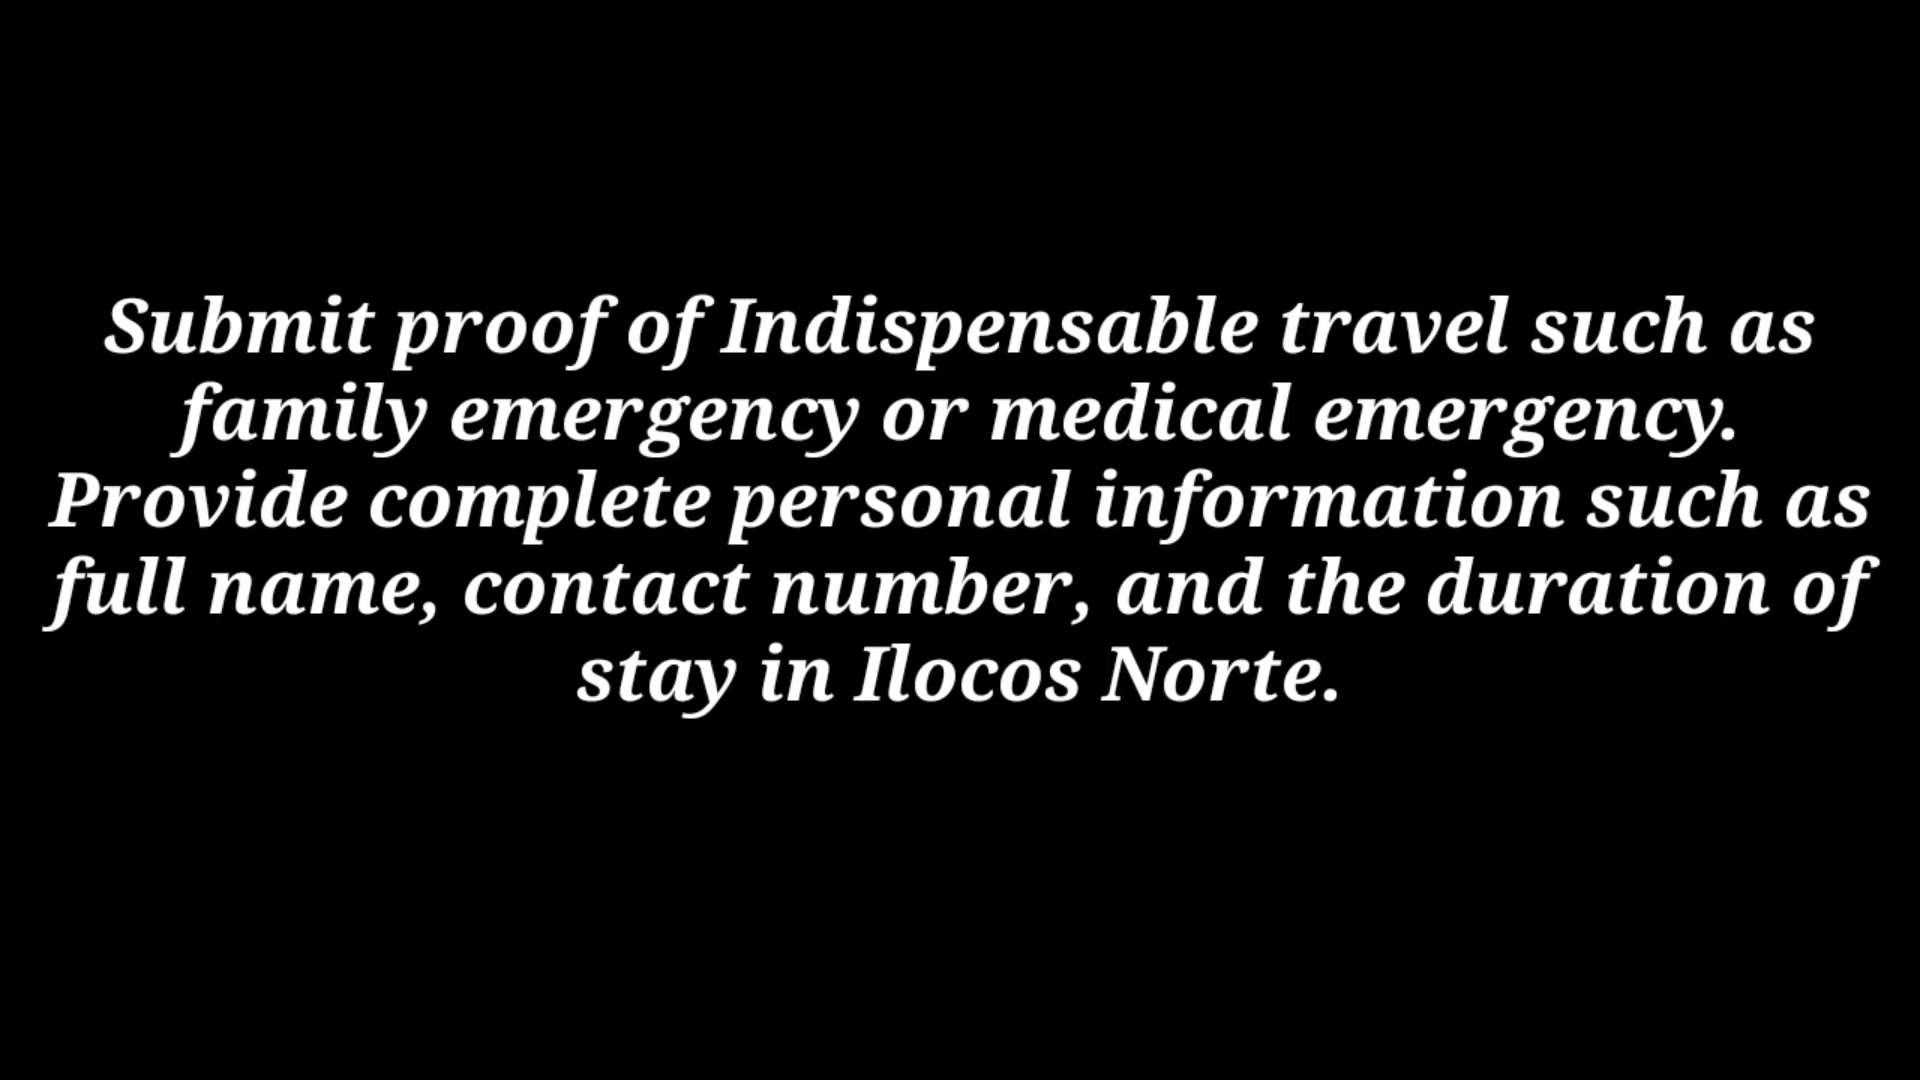 Submit proof of Indispensable travel such as
family emergency or medical emergency.
Provide complete personal information such as
full name, contact number, and the duration of
stay in Ilocos Norte.